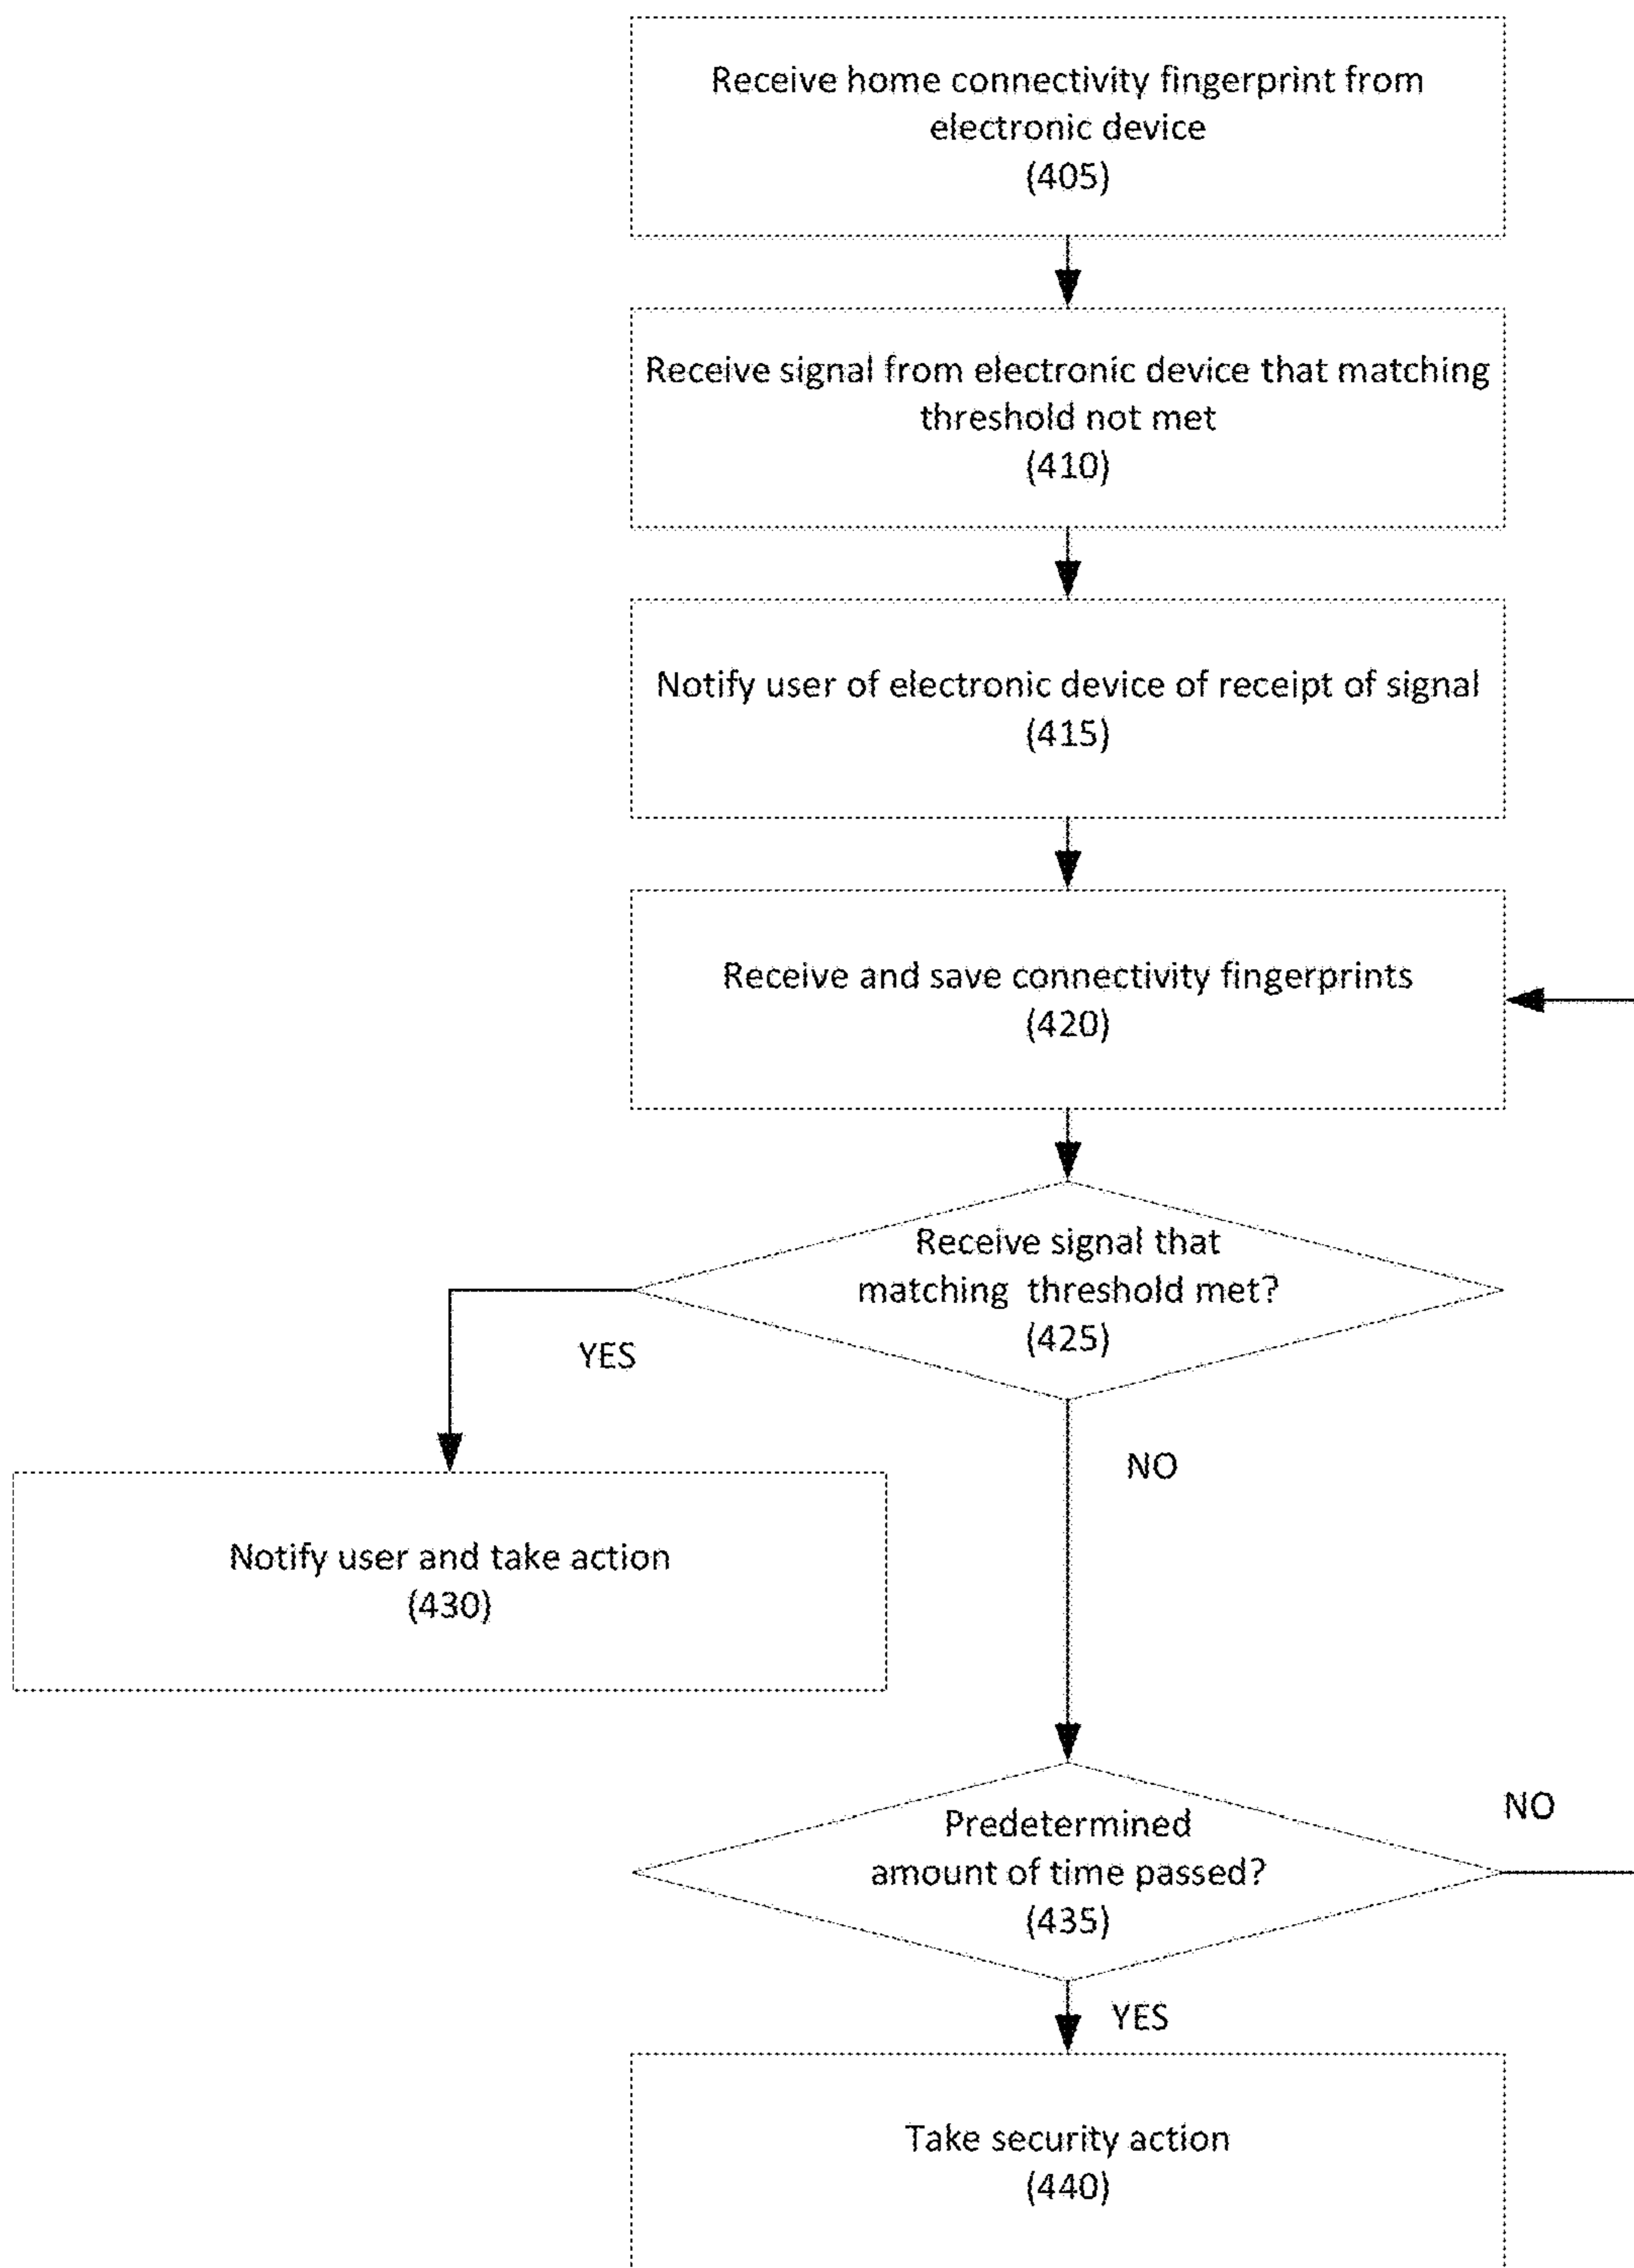 Receive home connectivity fingerprint from
electronic device
(405)
Receive signal from electronic device that matching
threshold not met
(410)
Notify user of electronic device of receipt of signal
(415)
Receive and save connectivity fingerprints
(420)
Receive signal that
matching threshold met?
(425)
YES
NO
Notify user and take action
(430)
NO
Predetermined
amount of time passed?
(435)
YES
Take security action
(440)